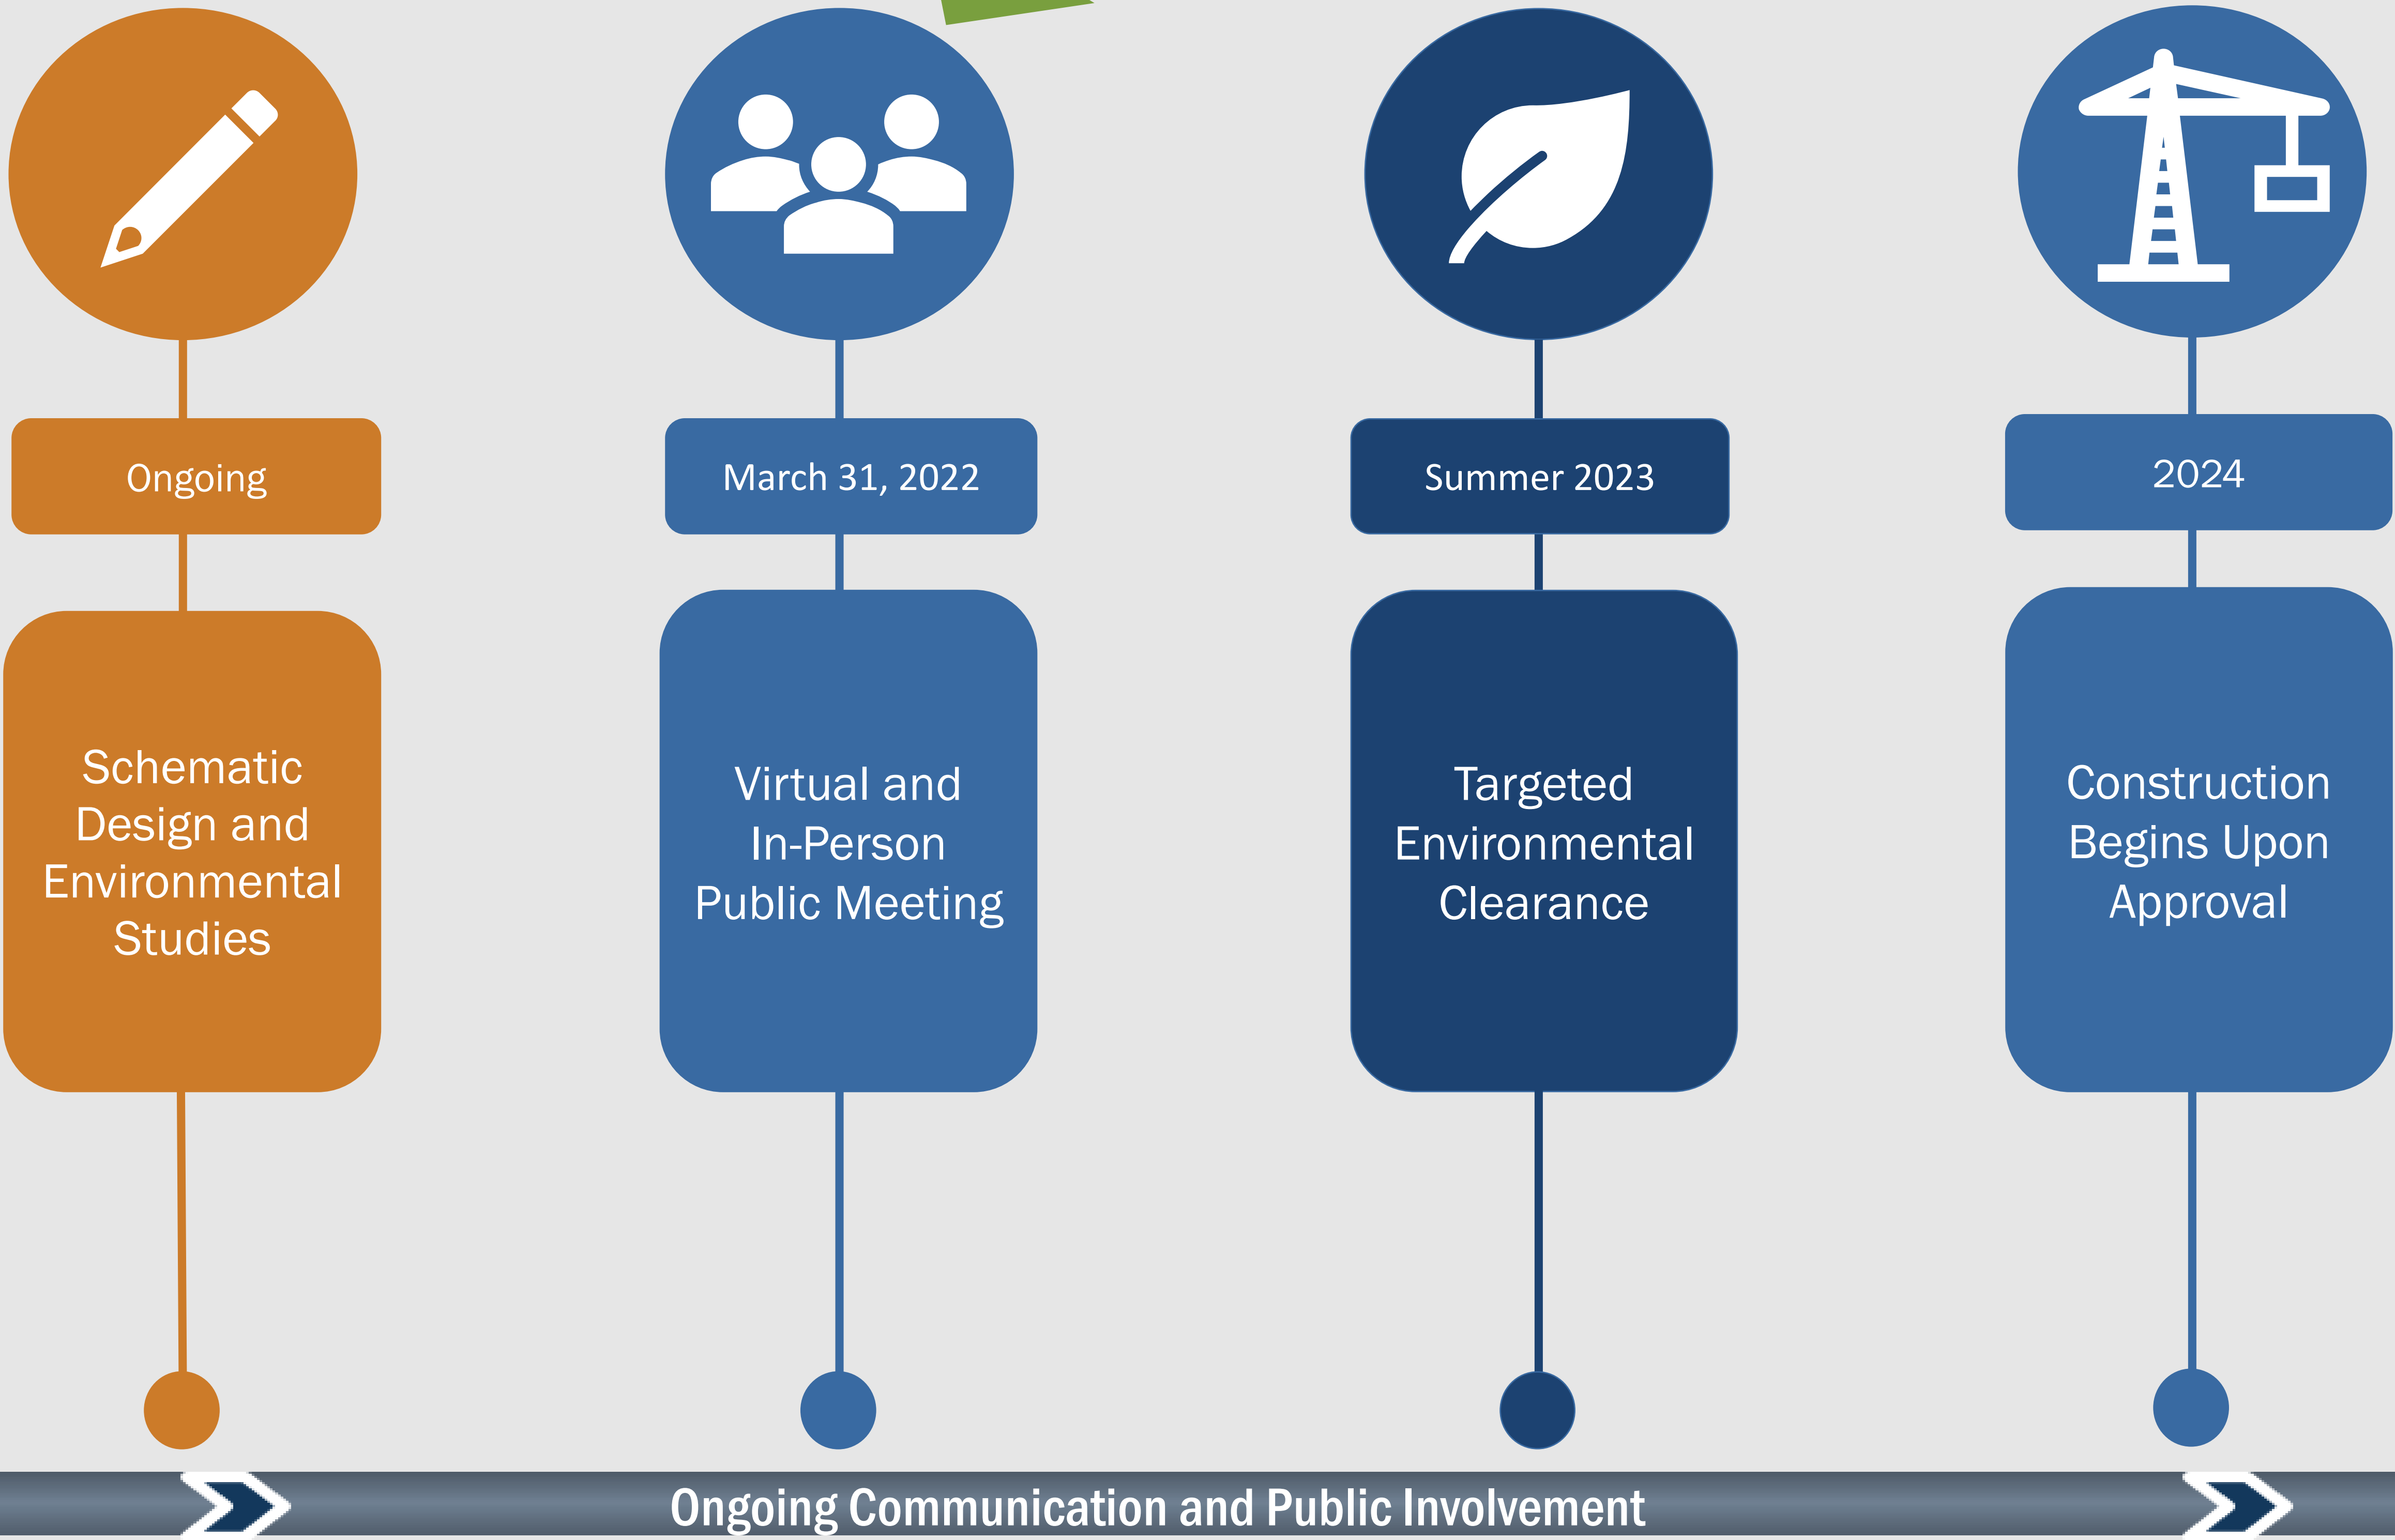 Ongoing
Schematic
Design and
Environmental
Studies
March 31, 2022
Virtual and
In-Person
Public Meeting
Summer 2023
Targeted
Environmental
Clearance
2024
Construction
Begins Upon
Approval
Ongoing Communication and Public Involvement